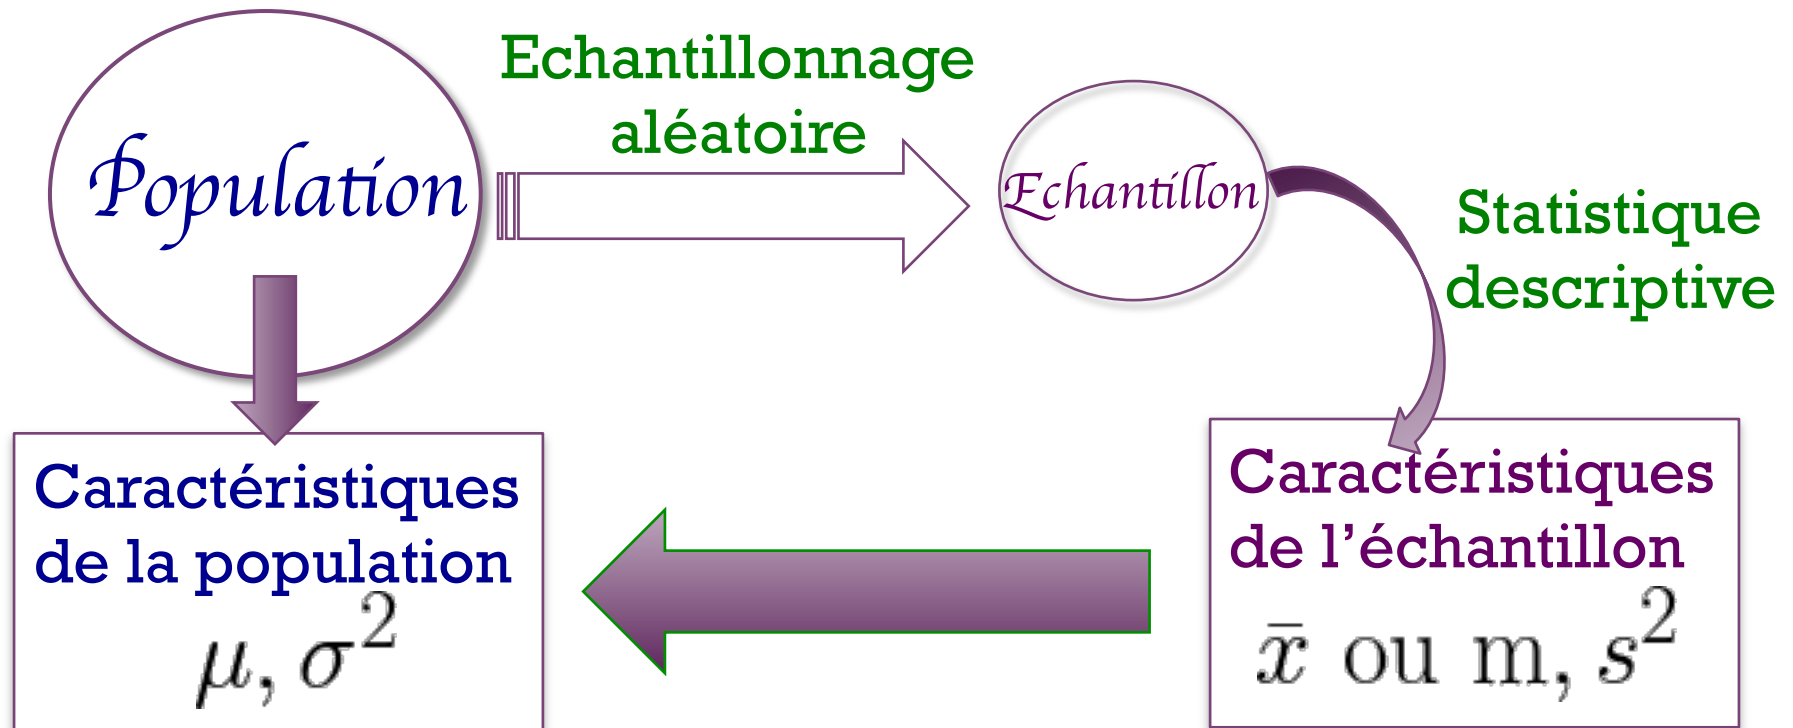 Echantillonnage
aléatoire
Population
Echantillon
Statistique
descriptive
Caractéristiques
de la population
μ, σ²
Caractéristiques
de l’échantillon
x̄ ou m, s²